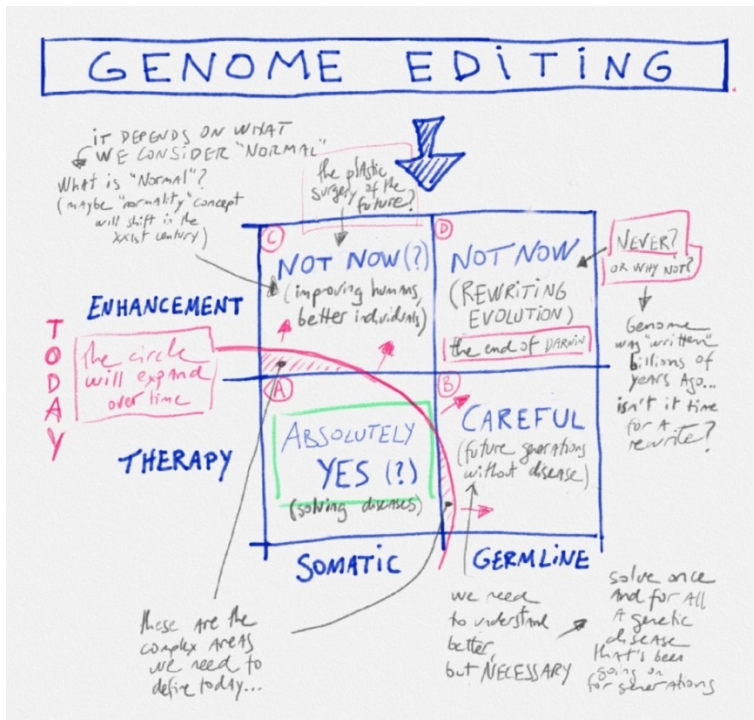 GENOME EDITING
iT DEPENDS ON WHAT
WE CONSIDER "NORMAL"
What is "Normal"?
(maybe "normality" concept
will shift in the
XXIst century)
the plastic
surgery of the
future?
C
NOT NOW (?)
(improving humans,
better individuals)
D
NOT NOW
(REWRITING
EVOLUTION)
the end of DARWIN
NEVER?
OR WHY NOT?
Genome
was "written"
billions of
years Ago...
isn't it time
for A
rewrite?
ENHANCEMENT
TODAY
the circle
will expand
over time
THERAPY
A
ABSOLUTELY
YES (?)
(solving diseases)
B
CAREFUL
(future generations
without disease)
SOMATIC
GERMLINE
these are the
complex areas
we need to
define today...
we need
to understand
better,
but NECESSARY
solve once
And for All
A genetic
disease
that's been
going on
for generations